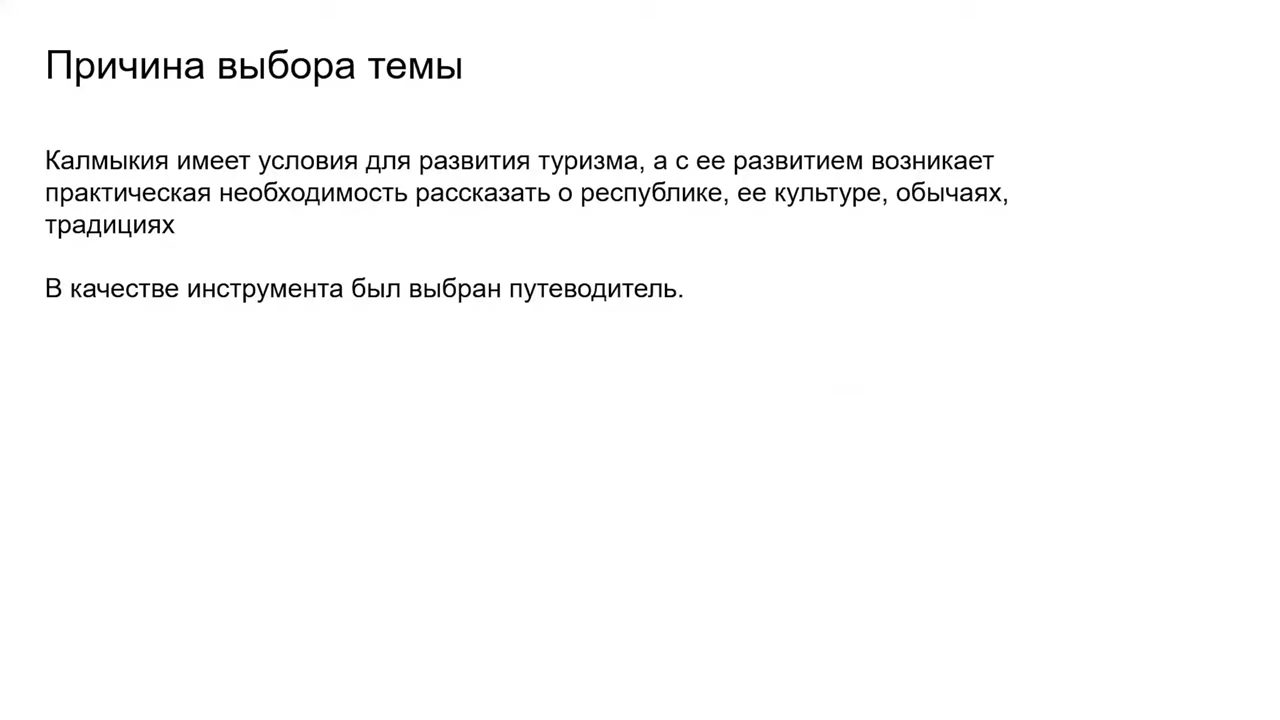 Причина выбора темы
Калмыкия имеет условия для развития туризма, а с ее развитием возникает
практическая необходимость рассказать о республике, ее культуре, обычаях,
традициях
В качестве инструмента был выбран путеводитель.